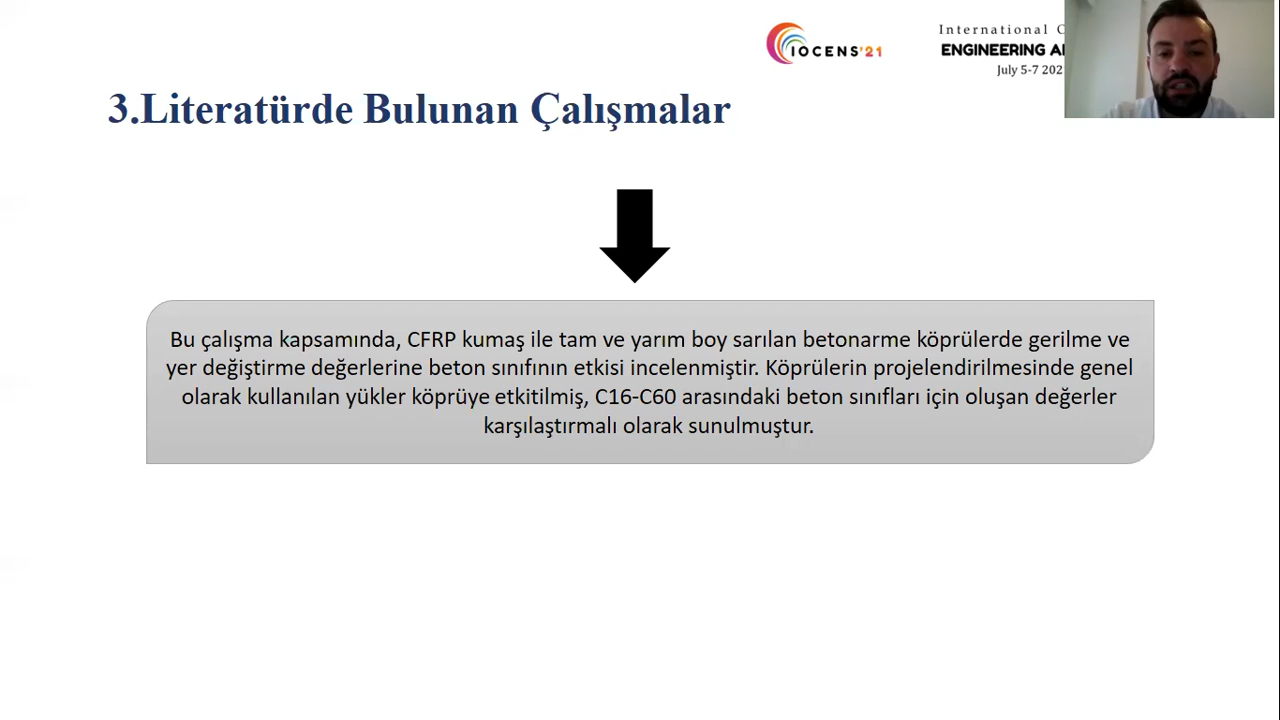 IOCENS'21
International
ENGINEERING
July 5-7
3.Literatürde Bulunan Çalışmalar
Bu çalışma kapsamında, CFRP kumaş ile tam ve yarım boy sarılan betonarme köprülerde gerilme ve
yer değiştirme değerlerine beton sınıfının etkisi incelenmiştir. Köprülerin projelendirilmesinde genel
olarak kullanılan yükler köprüye etkitilmiş, C16-C60 arasındaki beton sınıfları için oluşan değerler
karşılaştırmalı olarak sunulmuştur.